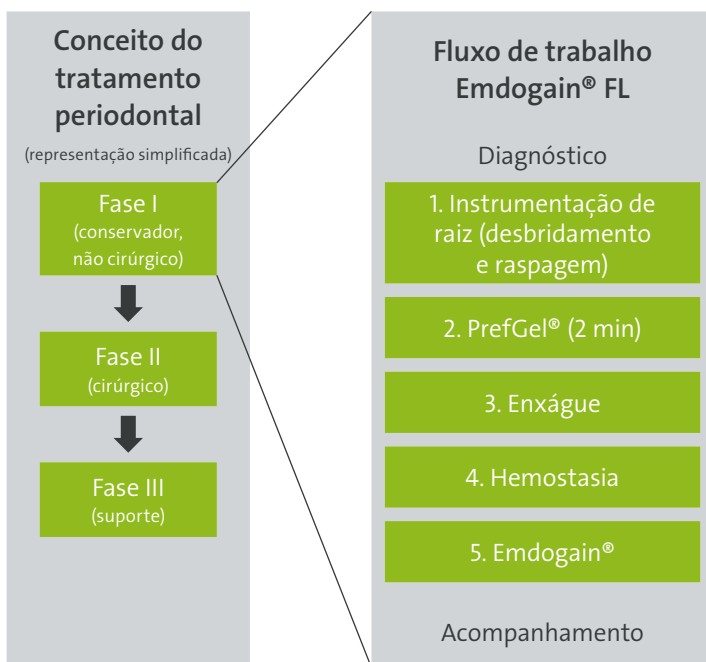 Conceito do
tratamento
periodontal
(representação simplificada)
Fase I
(conservador,
não cirúrgico)
Fase II
(cirúrgico)
Fase III
(suporte)
Fluxo de trabalho
Emdogain® FL
Diagnóstico
1. Instrumentação de
raiz (desbridamento
e raspagem)
2. PrefGel® (2 min)
3. Enxágue
4. Hemostasia
5. Emdogain®
Acompanhamento